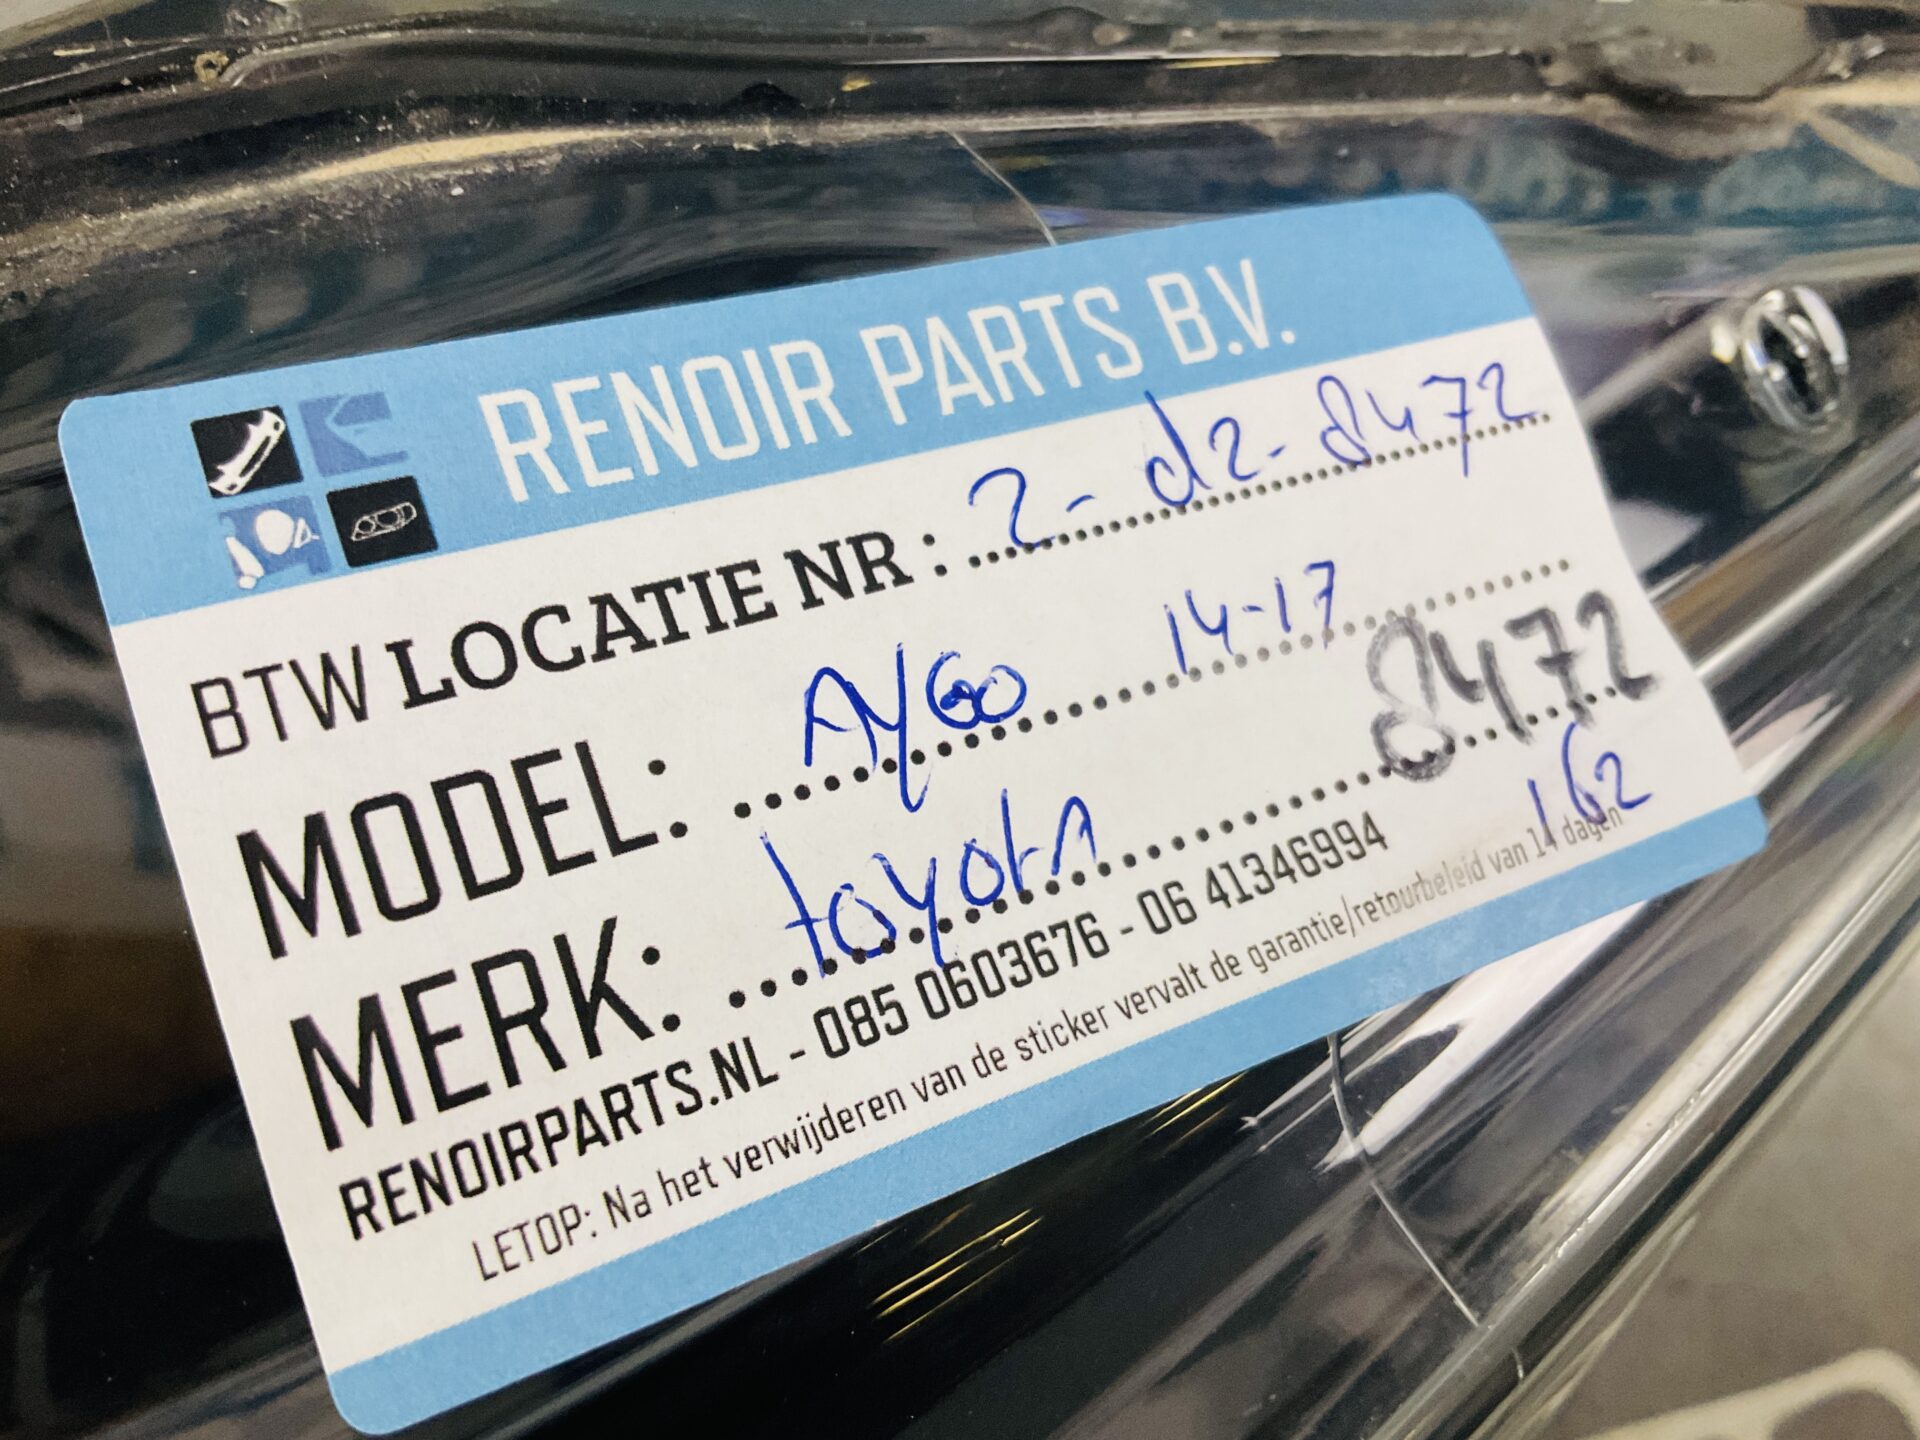 RENOIR PARTS B.V.
BTW LOCATIE NR : 2- d2- 8472
MODEL: AYGO 14-17
8472
MERK: toyota
162
RENOIRPARTS.NL - 085 0603676 - 06 41346994
LETOP: Na het verwijderen van de sticker vervalt de garantie/retourbeleid van 14 dagen